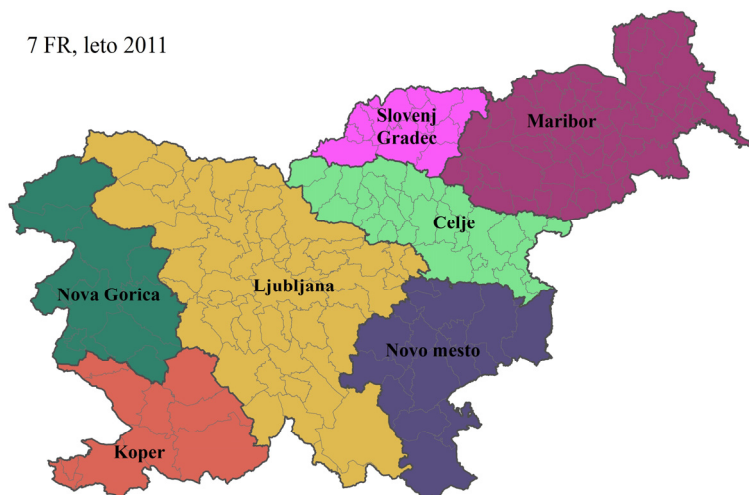 7 FR, leto 2011
Slovenj
Gradec
Maribor
Celje
Ljubljana
Nova Gorica
Novo mesto
Koper